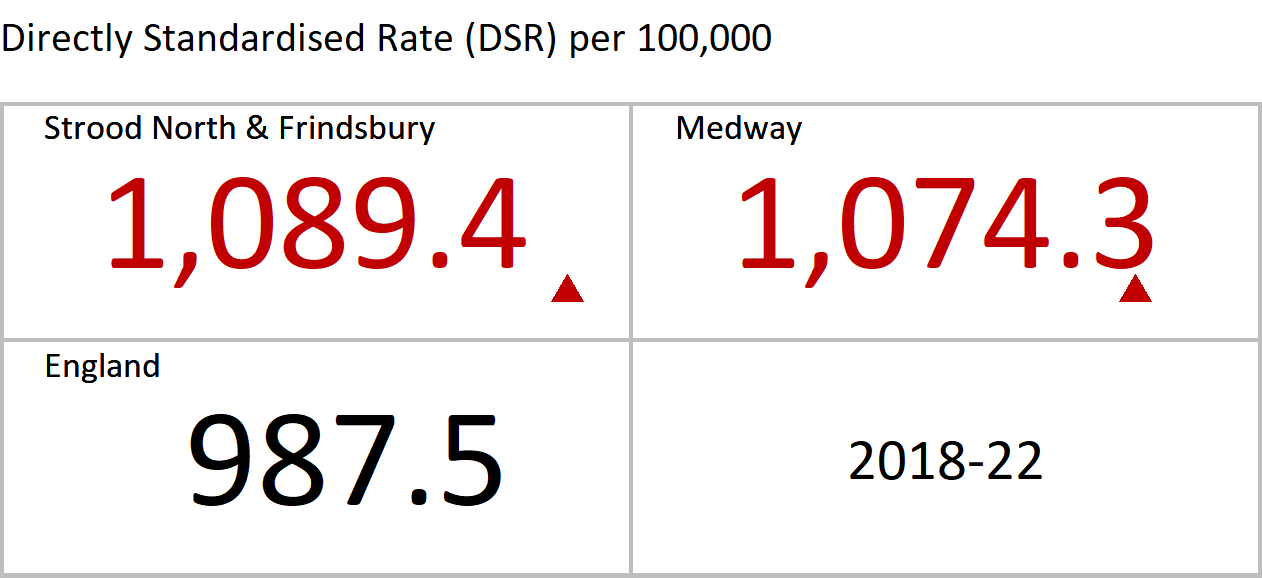 Directly Standardised Rate (DSR) per 100,000
Strood North & Frindsbury
1,089.4
Medway
1,074.3
England
987.5
2018-22